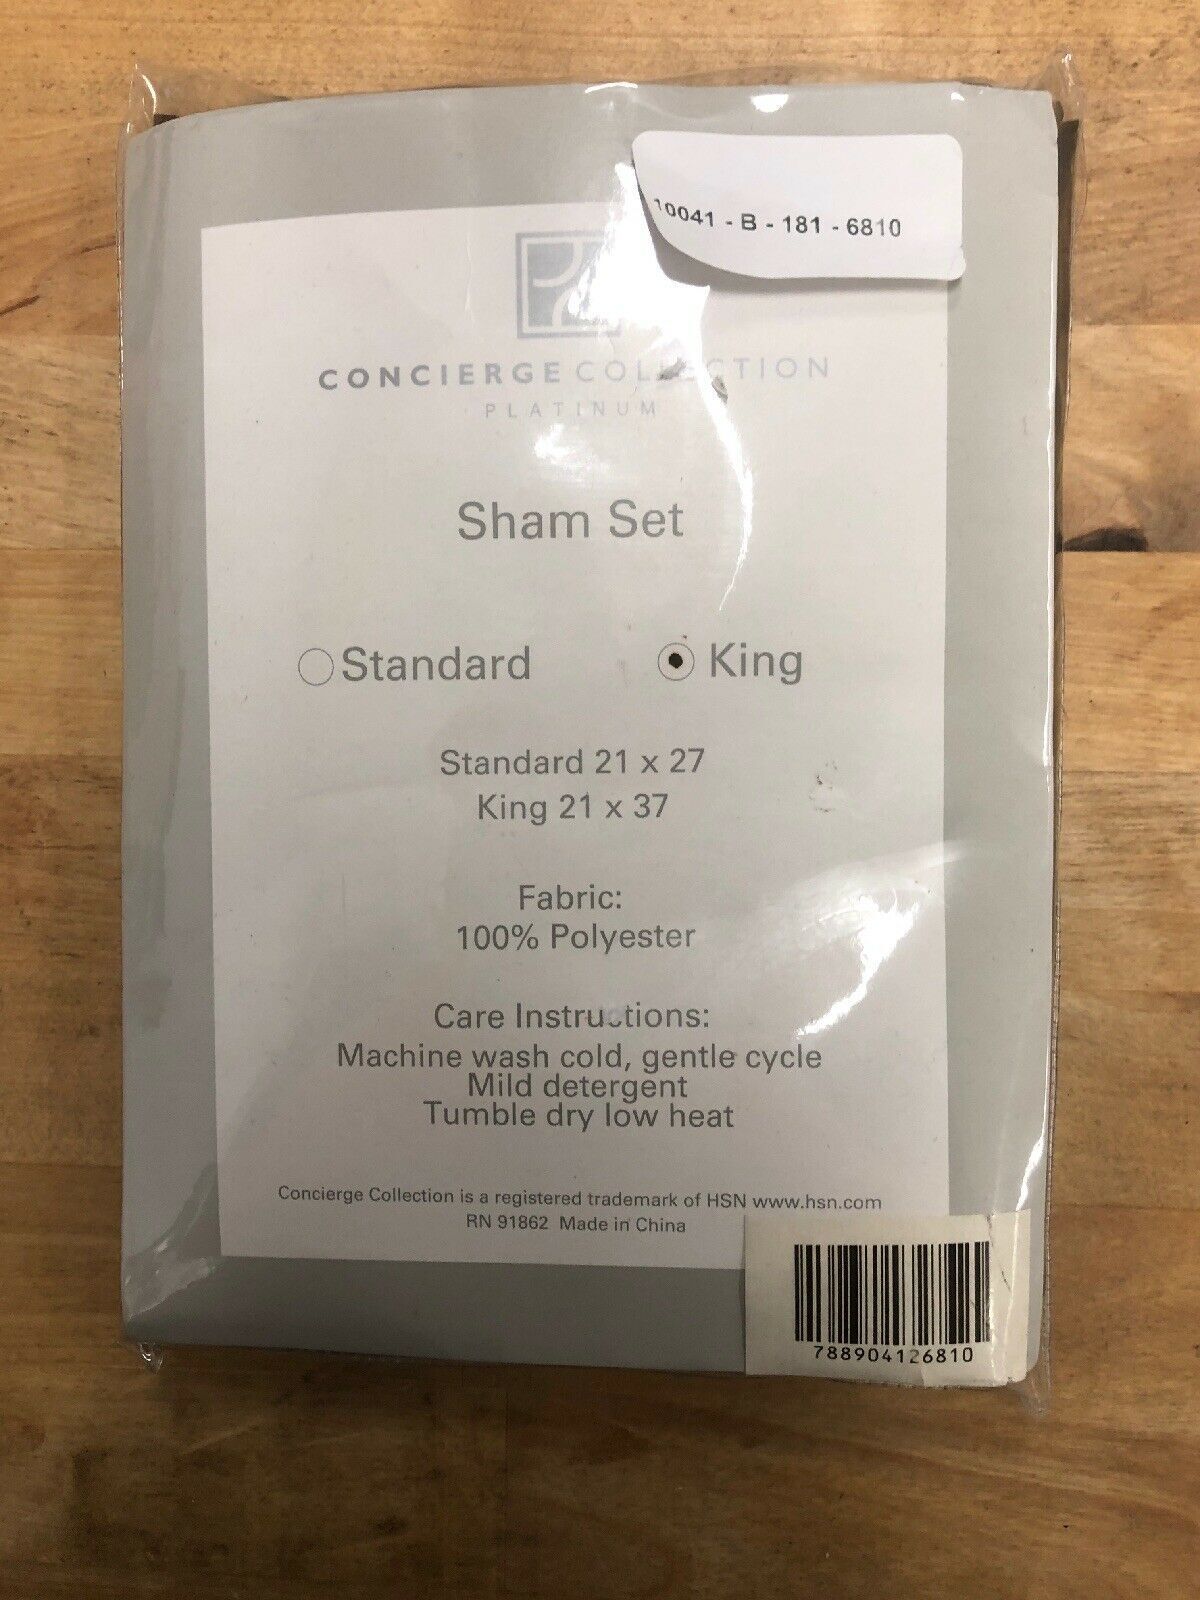 10041 - B - 181 - 6810
CONCIERGE COLLECTION
PLATINUM
Sham Set
Standard King
Standard 21 x 27
King 21 x 37
Fabric:
100% Polyester
Care Instructions:
Machine wash cold, gentle cycle
Mild detergent
Tumble dry low heat
Concierge Collection is a registered trademark of HSN www.hsn.com
RN 91862 Made in China
788904126810